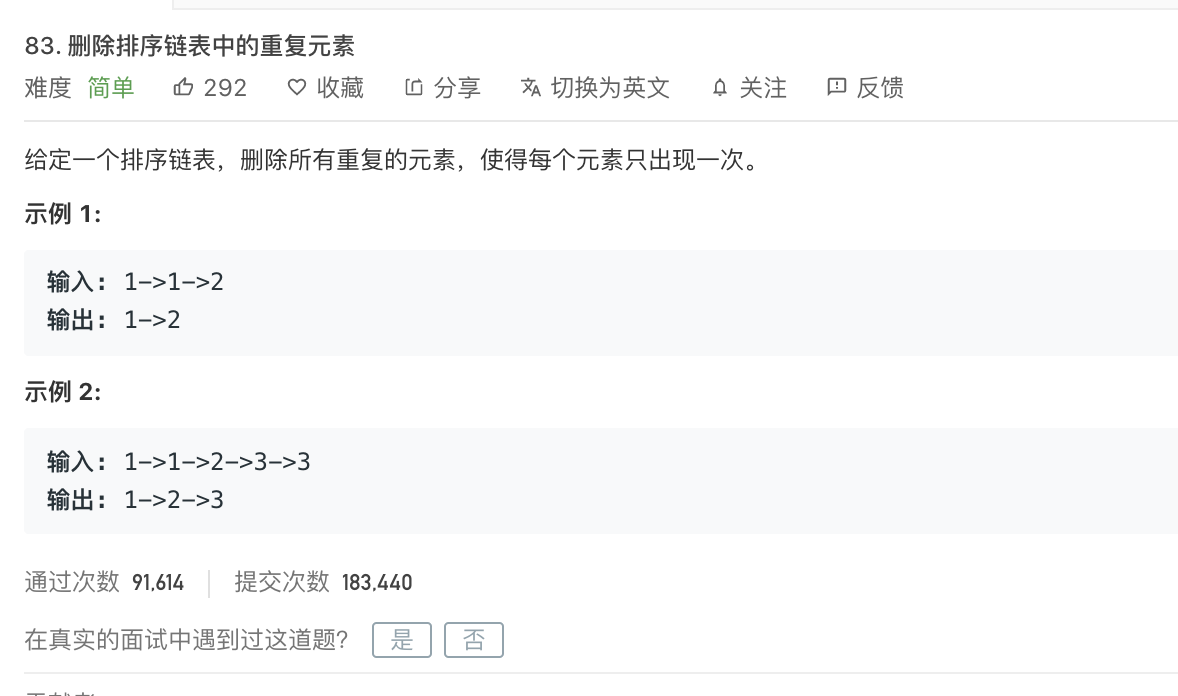 83. 删除排序链表中的重复元素
难度 简单 292 收藏 分享 切换为英文 关注 反馈
给定一个排序链表，删除所有重复的元素，使得每个元素只出现一次。
示例 1:
输入: 1->1->2
输出: 1->2
示例 2:
输入: 1->1->2->3->3
输出: 1->2->3
通过次数 91,614 提交次数 183,440
在真实的面试中遇到过这道题? 是 否